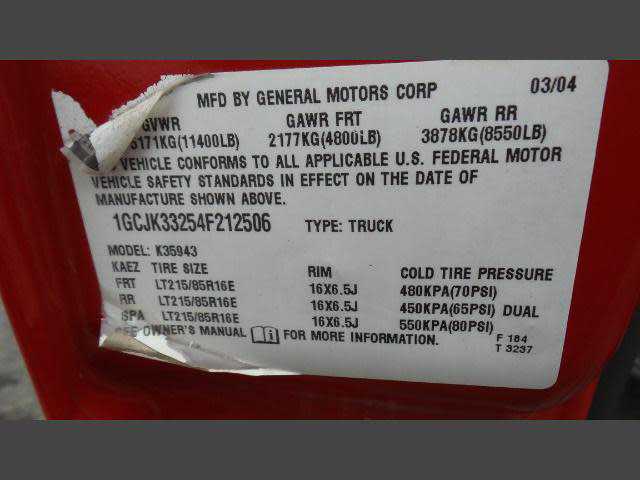 MFD BY GENERAL MOTORS CORP 03/04
GVWR GAWR FRT GAWR RR
5171KG(11400LB) 2177KG(4800LB) 3878KG(8550LB)
VEHICLE CONFORMS TO ALL APPLICABLE U.S. FEDERAL MOTOR
VEHICLE SAFETY STANDARDS IN EFFECT ON THE DATE OF
MANUFACTURE SHOWN ABOVE.
1GCJK33254F212506 TYPE: TRUCK
MODEL: K35943
KAEZ TIRE SIZE RIM COLD TIRE PRESSURE
FRT LT215/85R16E 16X6.5J 480KPA(70PSI)
RR LT215/85R16E 16X6.5J 450KPA(65PSI) DUAL
SPA LT215/85R16E 16X6.5J 550KPA(80PSI)
SEE OWNER'S MANUAL FOR MORE INFORMATION.
F 184
T 3237